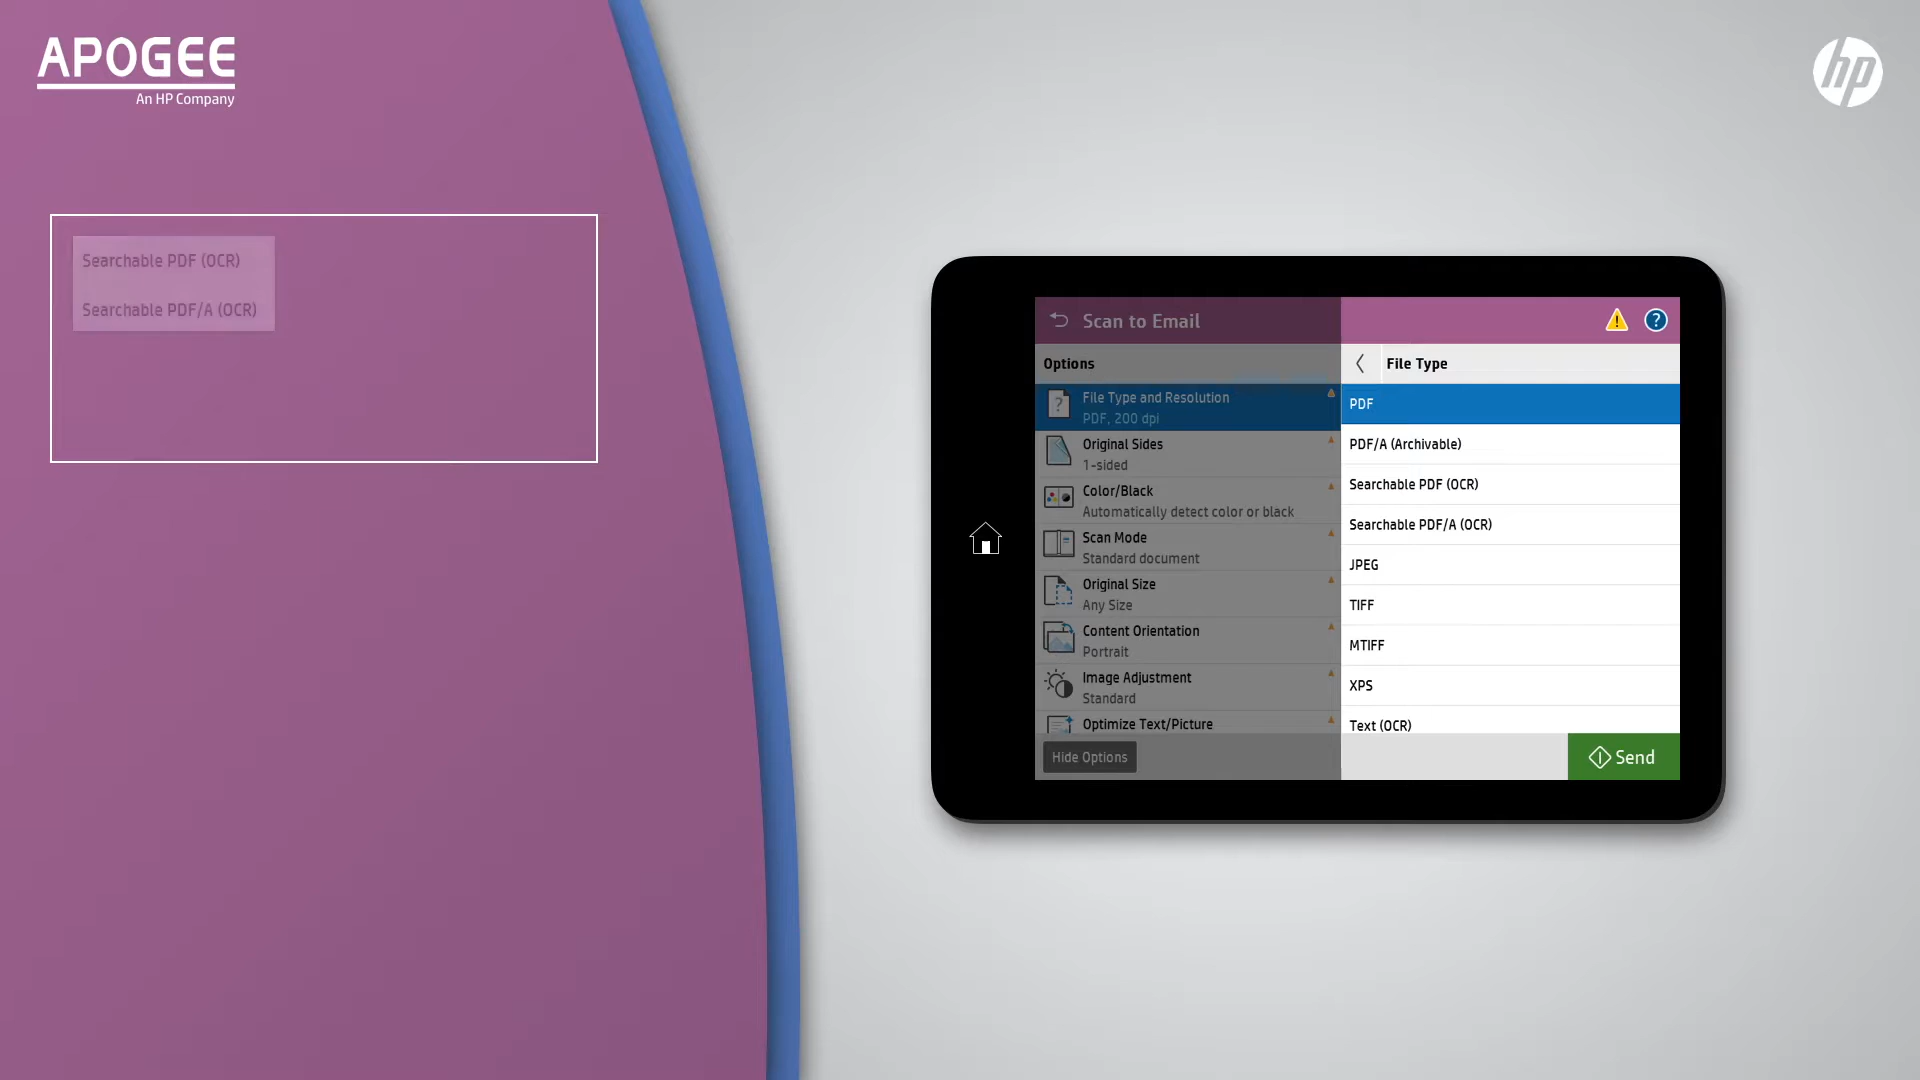 APOGEE
An HP Company
hp
Searchable PDF (OCR)
Searchable PDF/A (OCR)
Scan to Email
Options
File Type and Resolution
PDF, 200 dpi
Original Sides
1-sided
Color/Black
Automatically detect color or black
Scan Mode
Standard document
Original Size
Any Size
Content Orientation
Portrait
Image Adjustment
Standard
Optimize Text/Picture
Hide Options
File Type
PDF
PDF/A (Archivable)
Searchable PDF (OCR)
Searchable PDF/A (OCR)
JPEG
TIFF
MTIFF
XPS
Text (OCR)
Send